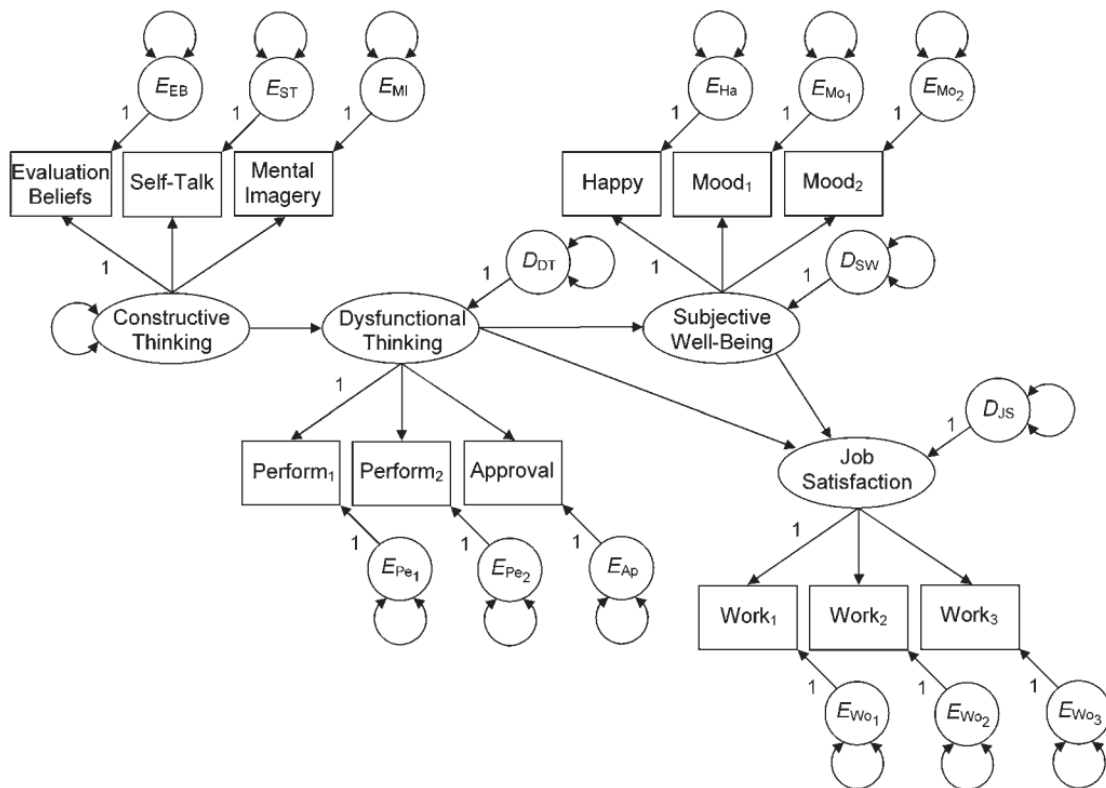 E_EB
E_ST
E_MI
E_Ha
E_Mo₁
E_Mo₂
1
1
1
1
1
1
Evaluation
Beliefs
Self-Talk
Mental
Imagery
Happy
Mood₁
Mood₂
1
1
D_DT
1
D_SW
1
Constructive
Thinking
Dysfunctional
Thinking
Subjective
Well-Being
1
D_JS
1
Perform₁
Perform₂
Approval
Job
Satisfaction
1
1
1
1
E_Pe₁
E_Pe₂
E_Ap
Work₁
Work₂
Work₃
1
1
1
E_Wo₁
E_Wo₂
E_Wo₃